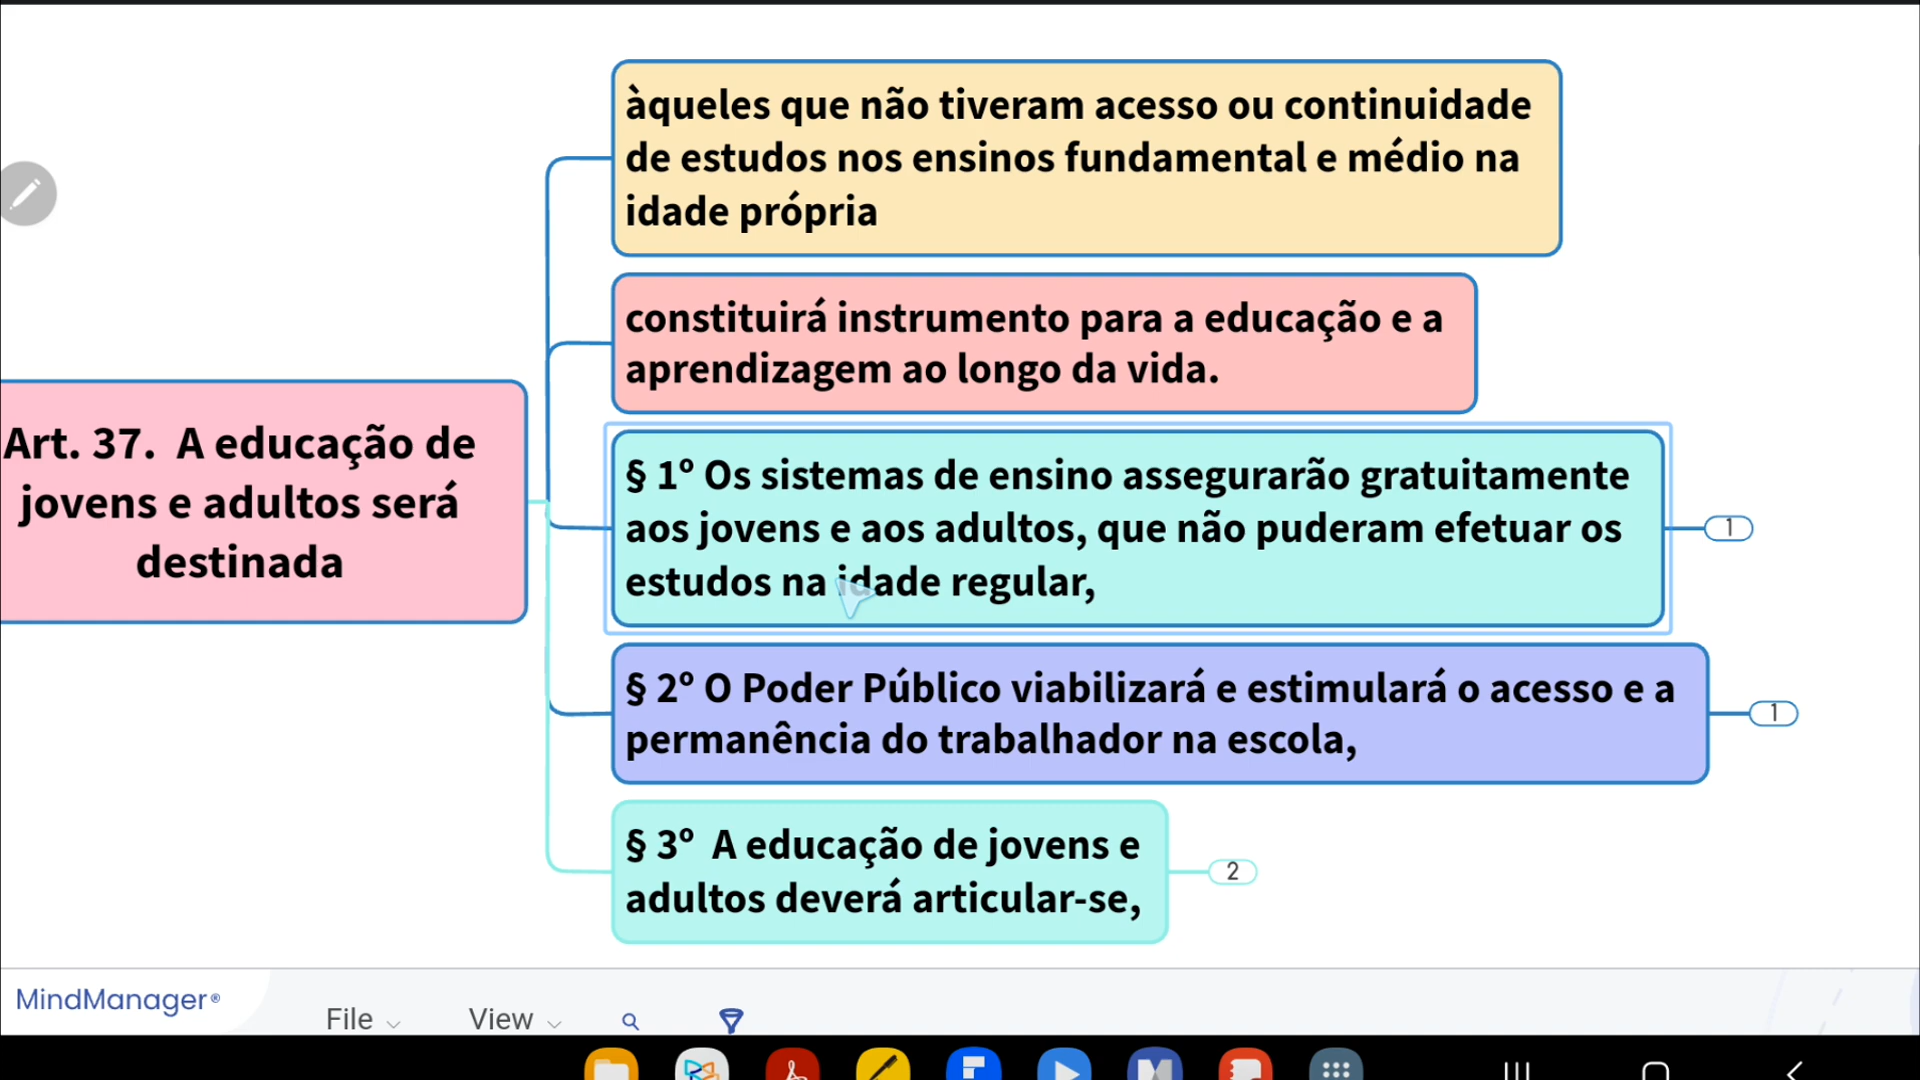 àqueles que não tiveram acesso ou continuidade
de estudos nos ensinos fundamental e médio na
idade própria
constituirá instrumento para a educação e a
aprendizagem ao longo da vida.
Art. 37. A educação de
jovens e adultos será
destinada
§ 1º Os sistemas de ensino assegurarão gratuitamente
aos jovens e aos adultos, que não puderam efetuar os
estudos na idade regular,
1
§ 2º O Poder Público viabilizará e estimulará o acesso e a
permanência do trabalhador na escola,
1
§ 3º A educação de jovens e
adultos deverá articular-se,
2
MindManager®
File
View